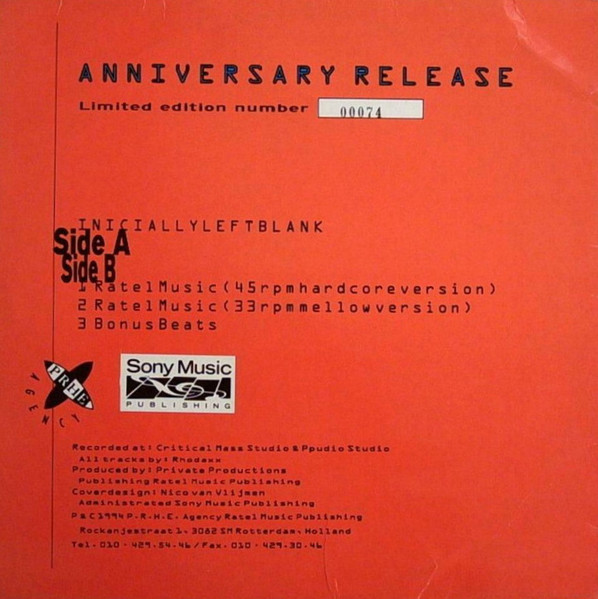 ANNIVERSARY RELEASE
Limited edition number 00074
INICIALLYLEFTBLANK
Side A
Side B
1 RatelMusic(45rpmhardcoreversion)
2 RatelMusic(33rpmmellowversion)
3 BonusBeats
PRHE
AGENCY
Sony Music
PUBLISHING
Recorded at: Critical Mass Studio & Ppudio Studio
All tracks by: Rhodaxx
Produced by: Private Productions
Publishing Ratel Music Publishing
Coverdesign: Nico van Vlijmen
Administrated Sony Music Publishing
P & C 1994 P.R.H.E. Agency Ratel Music Publishing
Rockanjestraat 1, 3082 SM Rotterdam, Holland
Tel. 010 - 429.54.46 / Fax. 010 - 429.30.46